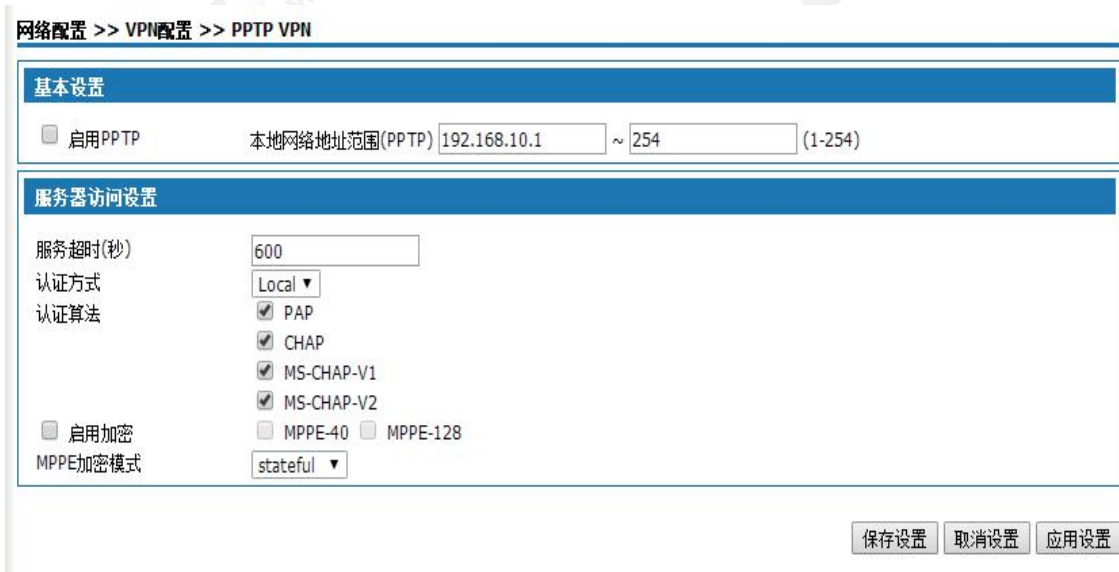 网络配置 >> VPN配置 >> PPTP VPN
基本设置
启用PPTP 本地网络地址范围(PPTP) 192.168.10.1 ~ 254 (1-254)
服务器访问设置
服务超时(秒) 600
认证方式 Local
认证算法 PAP
CHAP
MS-CHAP-V1
MS-CHAP-V2
启用加密 MPPE-40 MPPE-128
MPPE加密模式 stateful
保存设置 取消设置 应用设置